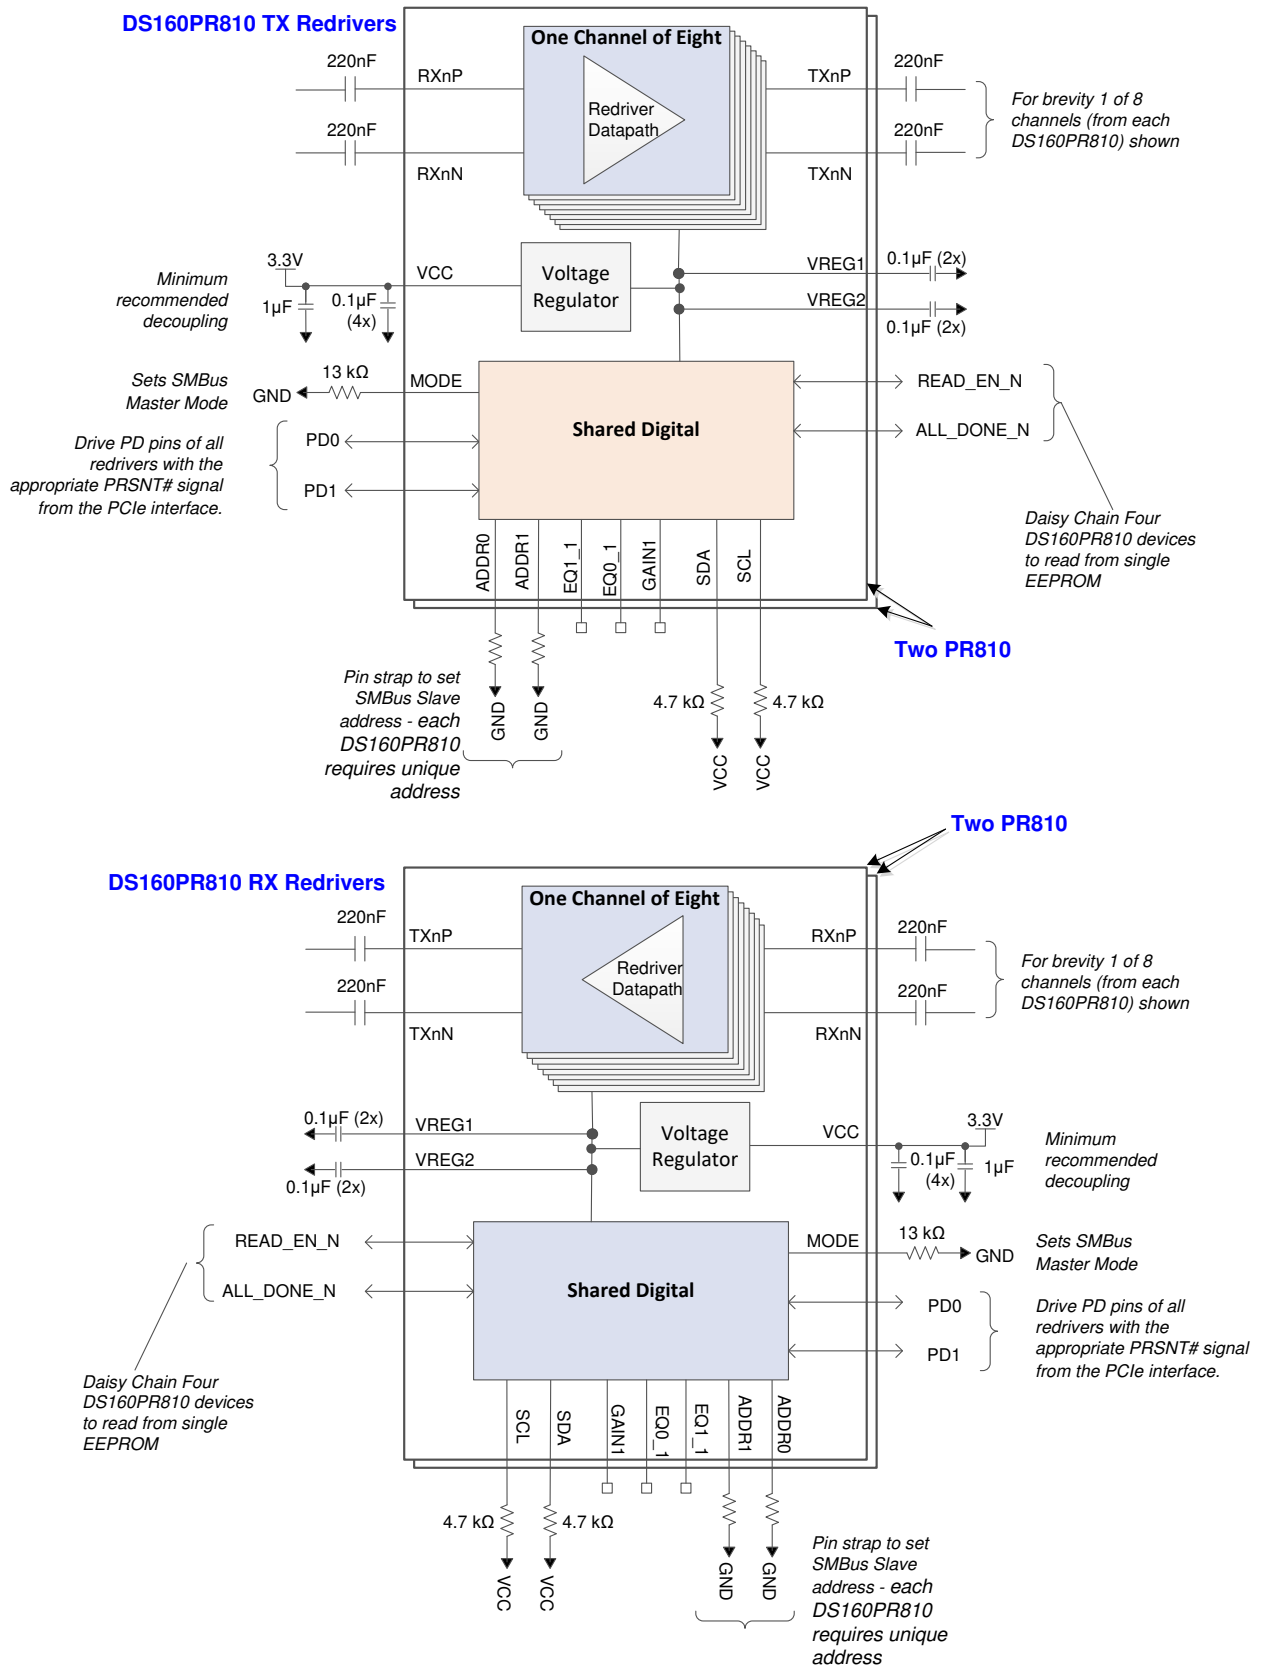 DS160PR810 TX Redrivers
One Channel of Eight
220nF
RXnP
TXnP
220nF
Redriver
Datapath
For brevity 1 of 8
channels (from each
DS160PR810) shown
220nF
RXnN
TXnN
220nF
3.3V
VCC
Voltage
Regulator
VREG1
0.1µF (2x)
Minimum
recommended
decoupling
1µF
0.1µF
(4x)
VREG2
0.1µF (2x)
Sets SMBus
Master Mode
GND
13 kΩ
MODE
READ_EN_N
ALL_DONE_N
Shared Digital
Drive PD pins of all
redrivers with the
appropriate PRSNT# signal
from the PCIe interface.
PD0
PD1
Daisy Chain Four
DS160PR810 devices
to read from single
EEPROM
ADDR0
ADDR1
EQ1_1
EQ0_1
GAIN1
SDA
SCL
Two PR810
Pin strap to set
SMBus Slave
address - each
DS160PR810
requires unique
address
GND
GND
4.7 kΩ
4.7 kΩ
VCC
VCC
Two PR810
DS160PR810 RX Redrivers
One Channel of Eight
220nF
TXnP
RXnP
220nF
Redriver
Datapath
For brevity 1 of 8
channels (from each
DS160PR810) shown
220nF
TXnN
RXnN
220nF
0.1µF (2x)
VREG1
VREG2
0.1µF (2x)
Voltage
Regulator
VCC
3.3V
0.1µF
(4x)
1µF
Minimum
recommended
decoupling
READ_EN_N
ALL_DONE_N
Shared Digital
MODE
13 kΩ
GND
Sets SMBus
Master Mode
PD0
PD1
Drive PD pins of all
redrivers with the
appropriate PRSNT# signal
from the PCIe interface.
Daisy Chain Four
DS160PR810 devices
to read from single
EEPROM
SCL
SDA
GAIN1
EQ0_1
EQ1_1
ADDR1
ADDR0
4.7 kΩ
4.7 kΩ
VCC
VCC
GND
GND
Pin strap to set
SMBus Slave
address - each
DS160PR810
requires unique
address